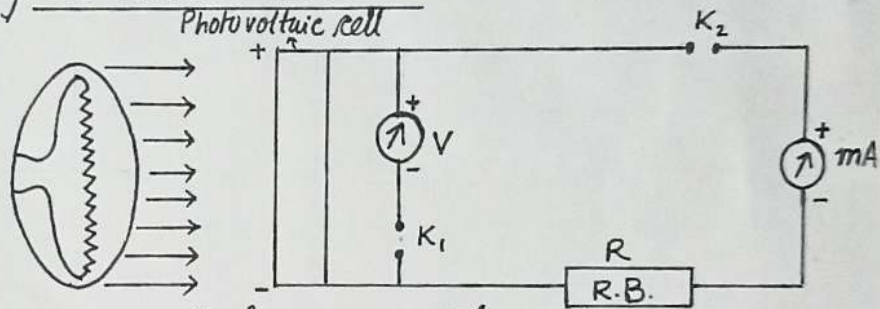 Photovoltaic cell
K₂
+
+
V
-
+
mA
-
K₁
-
R
R.B.